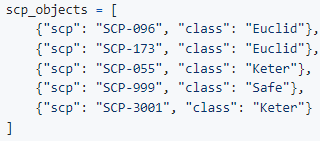 scp_objects = [
    {"scp": "SCP-096", "class": "Euclid"},
    {"scp": "SCP-173", "class": "Euclid"},
    {"scp": "SCP-055", "class": "Keter"},
    {"scp": "SCP-999", "class": "Safe"},
    {"scp": "SCP-3001", "class": "Keter"}
]